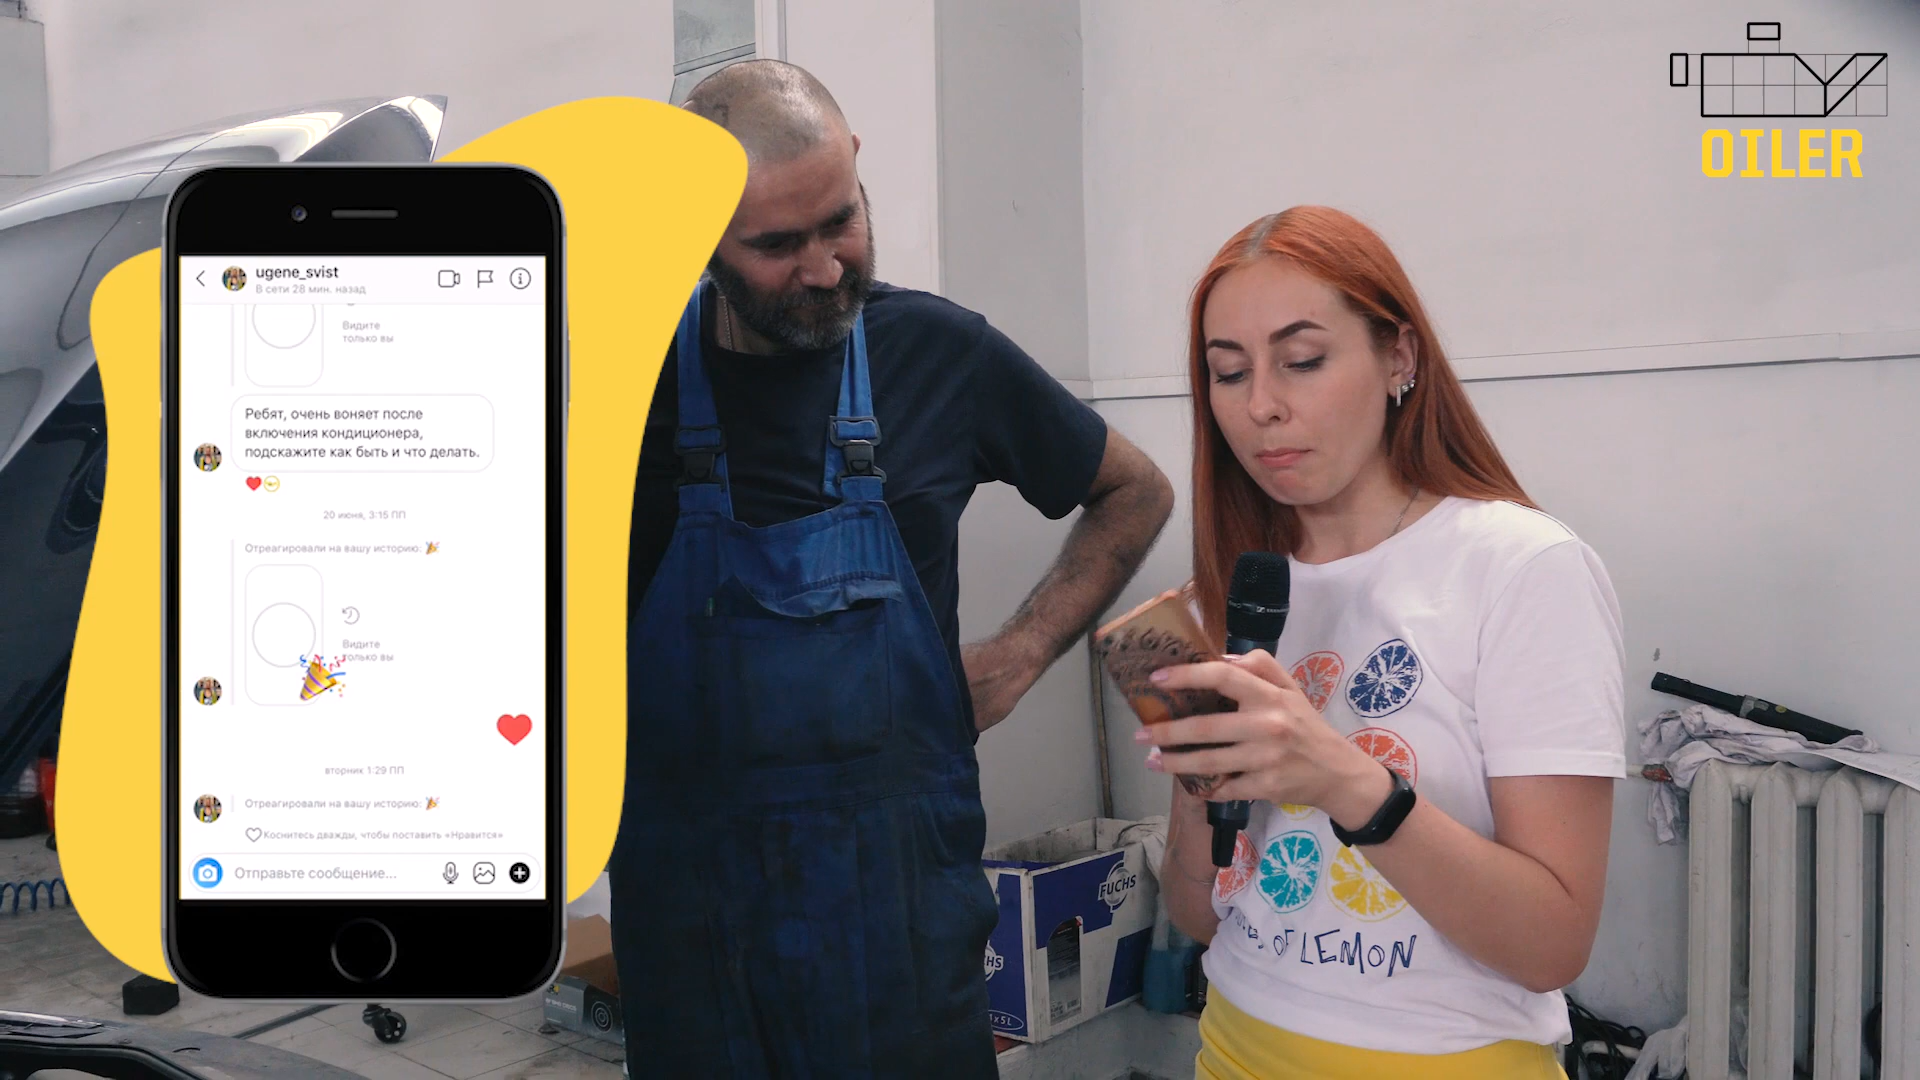 ugene_svist
В сети 28 мин. назад
Видите
только вы
Ребят, очень воняет после
включения кондиционера,
подскажите как быть и что делать.
20 июня, 3:15 ПП
Отреагировали на вашу историю:
Видите
только вы
вторник 1:29 ПП
Отреагировали на вашу историю:
Коснитесь дважды, чтобы поставить «Нравится»
Отправьте сообщение...
OILER
OF LEMON
FUCHS
HS
x5L